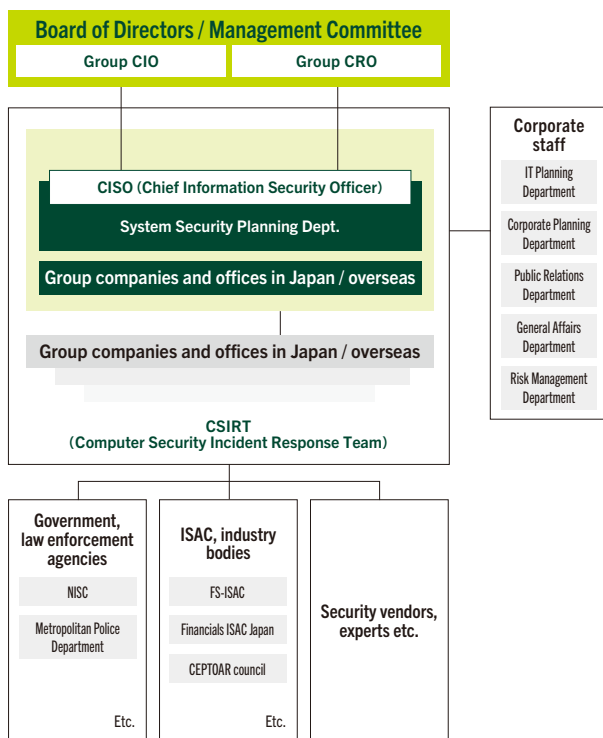 Board of Directors / Management Committee
Group CIO
Group CRO
CISO (Chief Information Security Officer)
System Security Planning Dept.
Group companies and offices in Japan / overseas
Group companies and offices in Japan / overseas
CSIRT
(Computer Security Incident Response Team)
Corporate
staff
IT Planning
Department
Corporate Planning
Department
Public Relations
Department
General Affairs
Department
Risk Management
Department
Government,
law enforcement
agencies
NISC
Metropolitan Police
Department
Etc.
ISAC, industry
bodies
FS-ISAC
Financials ISAC Japan
CEPTOAR council
Etc.
Security vendors,
experts etc.